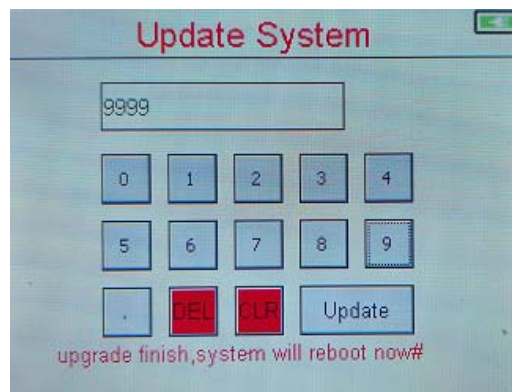 Update System
9999
0 1 2 3 4
5 6 7 8 9
. DEL CLR Update
upgrade finish,system will reboot now#